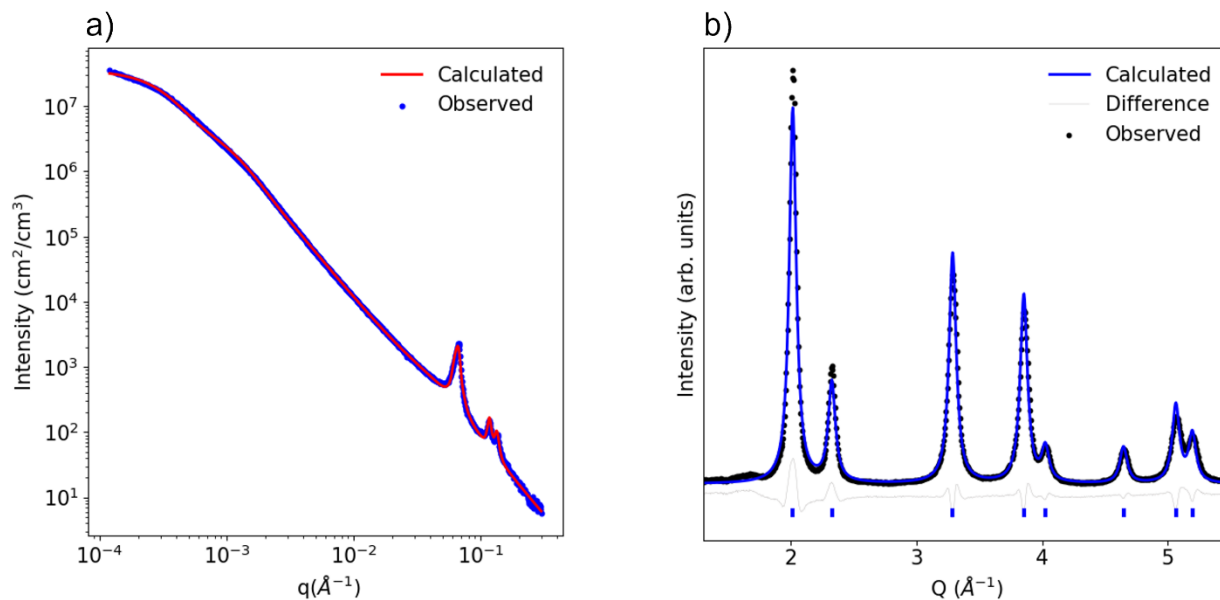 a)
Calculated
Observed
10⁷
10⁶
10⁵
10⁴
10³
10²
10¹
Intensity (cm²/cm³)
10⁻⁴
10⁻³
10⁻²
10⁻¹
q(Å⁻¹)
b)
Calculated
Difference
Observed
Intensity (arb. units)
2
3
4
5
Q (Å⁻¹)